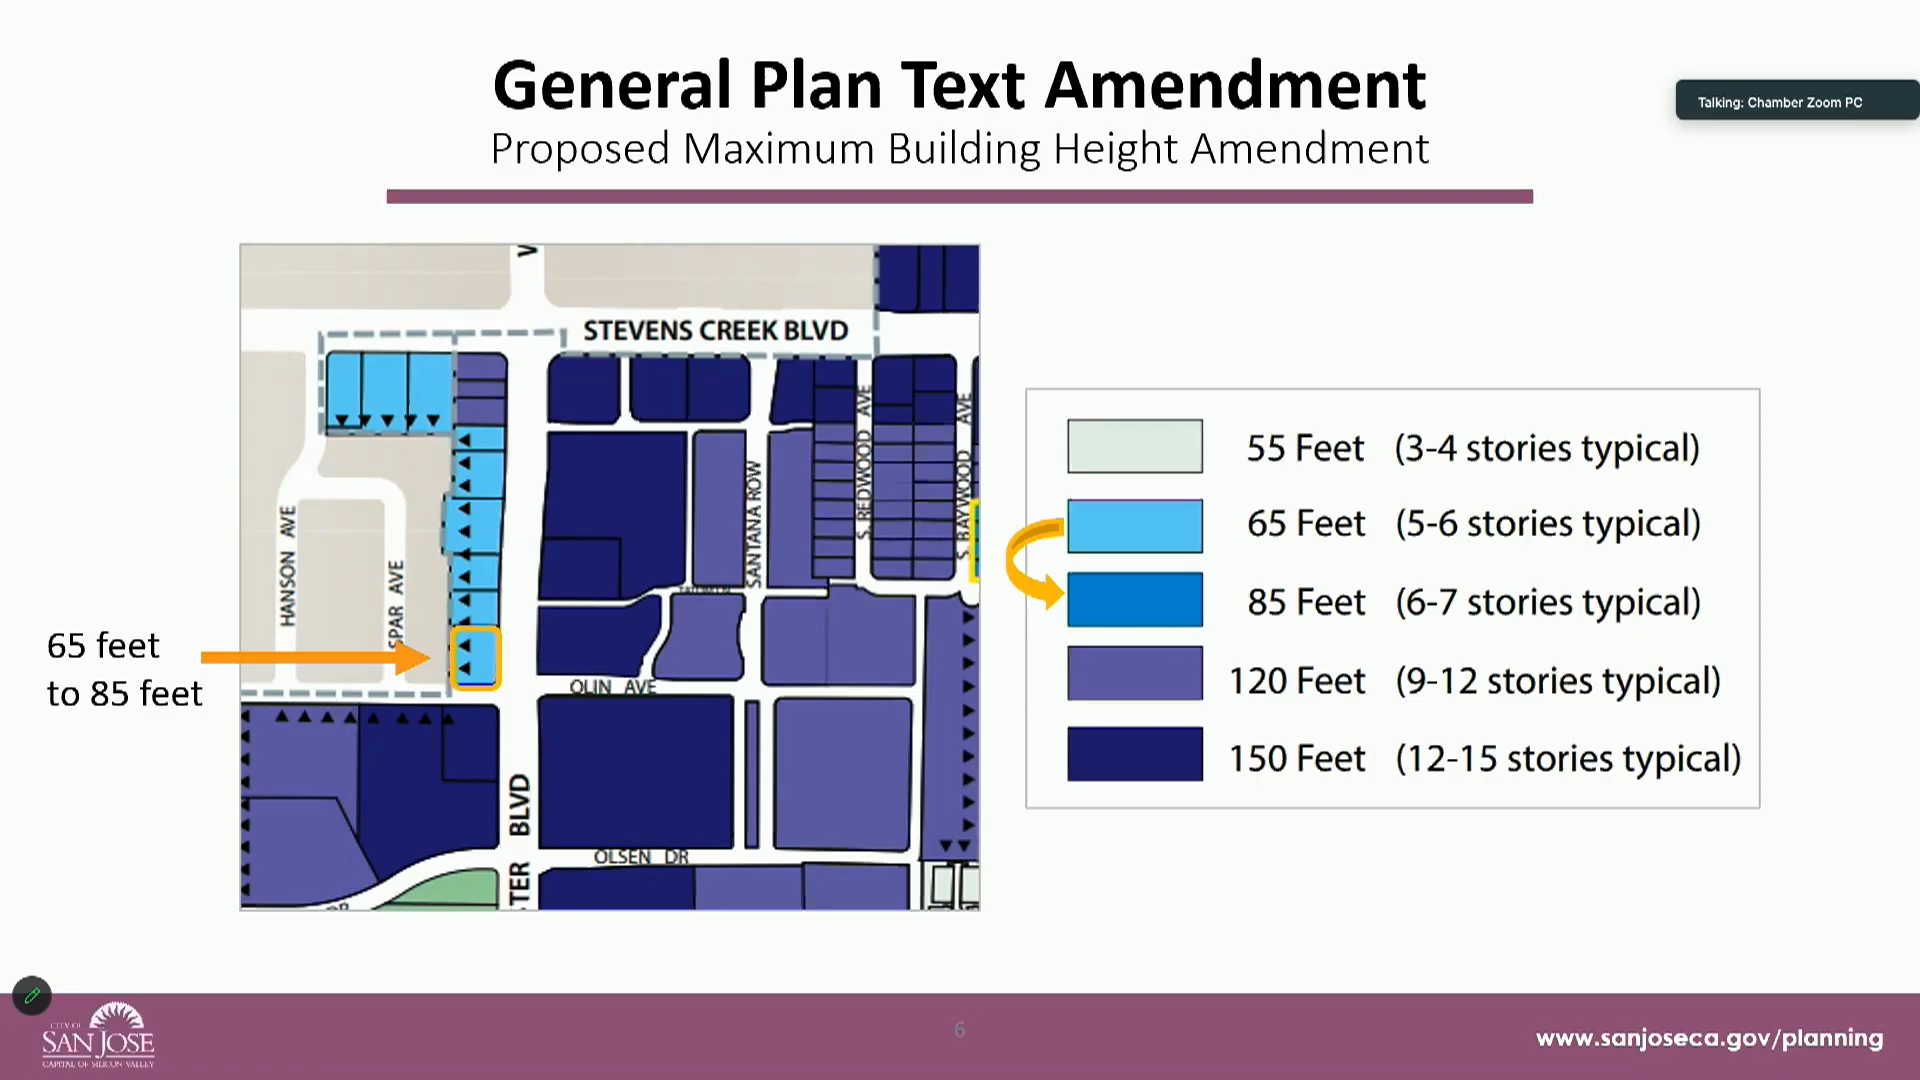 General Plan Text Amendment
Proposed Maximum Building Height Amendment
Talking: Chamber Zoom PC
STEVENS CREEK BLVD
HANSON AVE
SPAR AVE
SANTANA ROW
S. REDWOOD AVE
S. BAYWOOD AVE
OLIN AVE
OLSEN DR
TER BLVD
65 feet
to 85 feet
55 Feet (3-4 stories typical)
65 Feet (5-6 stories typical)
85 Feet (6-7 stories typical)
120 Feet (9-12 stories typical)
150 Feet (12-15 stories typical)
CITY OF
SAN JOSE
CAPITAL OF SILICON VALLEY
6
www.sanjoseca.gov/planning